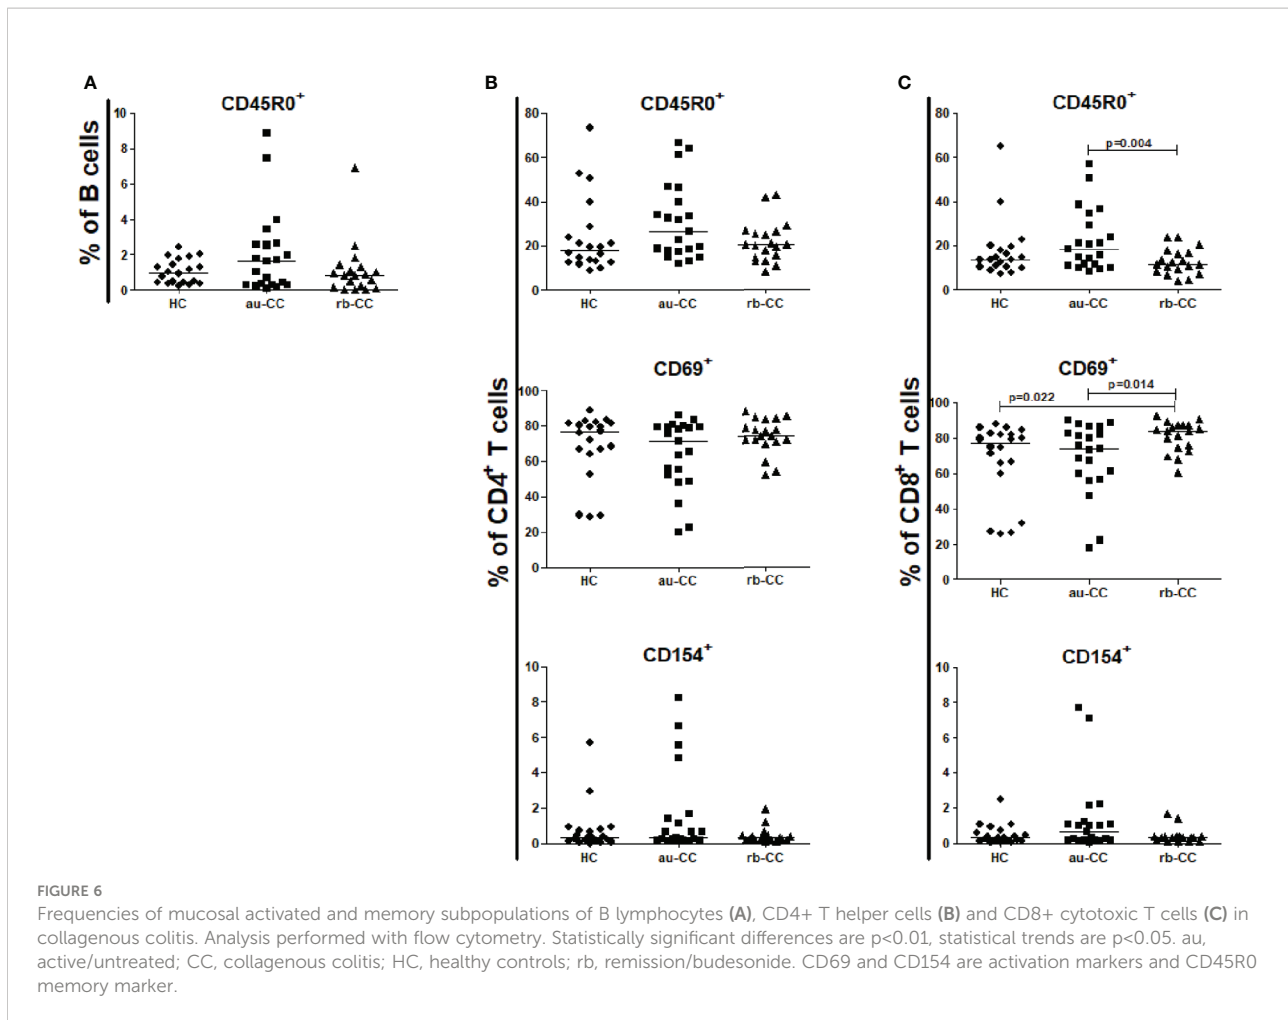 A
CD45R0+
% of B cells
10
8
6
4
2
0
HC au-CC rb-CC
B
CD45R0+
% of CD4+ T cells
80
60
40
20
0
HC au-CC rb-CC
CD69+
100
80
60
40
20
0
HC au-CC rb-CC
CD154+
10
8
6
4
2
0
HC au-CC rb-CC
C
CD45R0+
% of CD8+ T cells
80
60
40
20
0
p=0.004
HC au-CC rb-CC
CD69+
p=0.014
p=0.022
100
80
60
40
20
0
HC au-CC rb-CC
CD154+
10
8
6
4
2
0
HC au-CC rb-CC
FIGURE 6
Frequencies of mucosal activated and memory subpopulations of B lymphocytes (A), CD4+ T helper cells (B) and CD8+ cytotoxic T cells (C) in
collagenous colitis. Analysis performed with flow cytometry. Statistically significant differences are p<0.01, statistical trends are p<0.05. au,
active/untreated; CC, collagenous colitis; HC, healthy controls; rb, remission/budesonide. CD69 and CD154 are activation markers and CD45R0
memory marker.